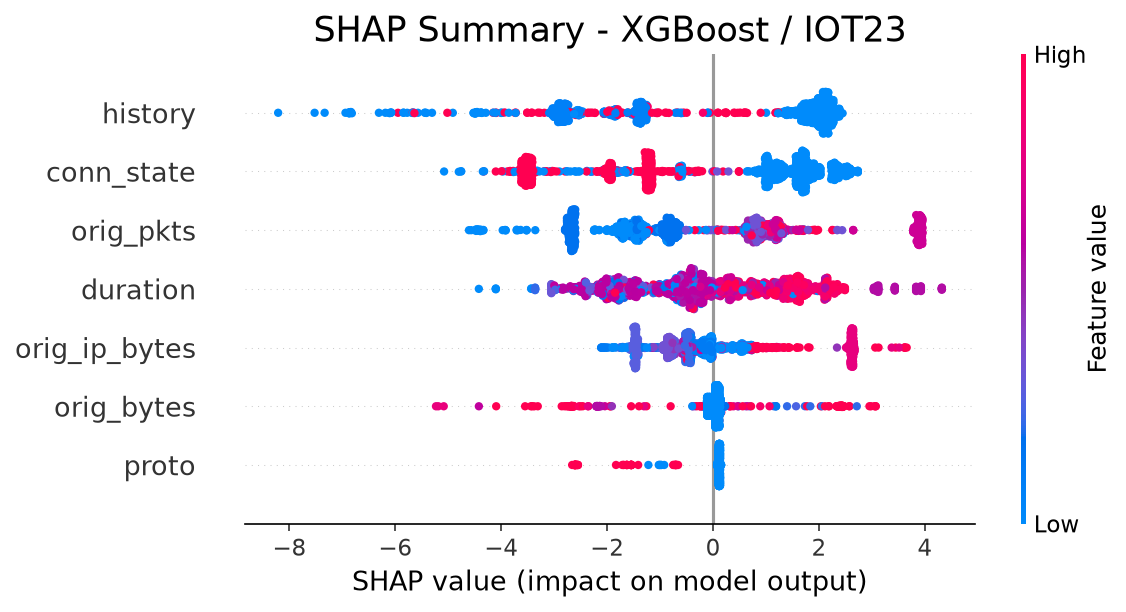 SHAP Summary - XGBoost / IOT23
High
history
conn_state
orig_pkts
duration
orig_ip_bytes
orig_bytes
proto
Feature value
Low
−8 −6 −4 −2 0 2 4
SHAP value (impact on model output)